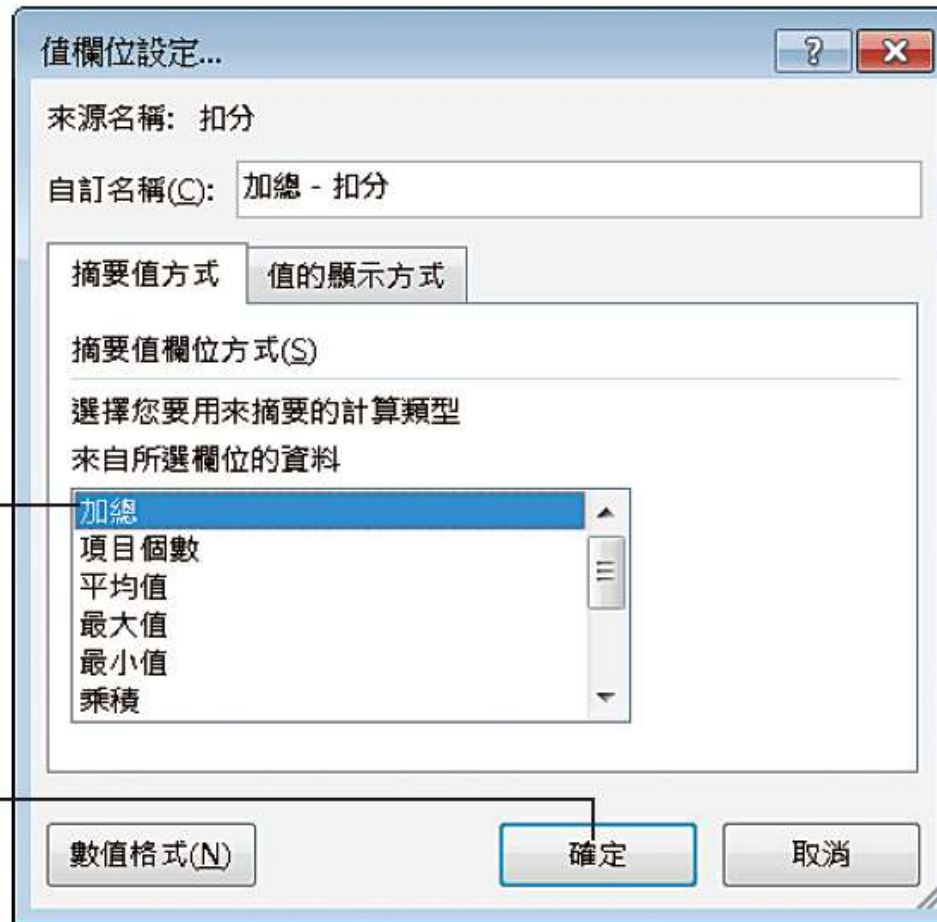 值欄位設定...
來源名稱: 扣分
自訂名稱(C): 加總 - 扣分
摘要值方式 值的顯示方式
摘要值欄位方式(S)
選擇您要用來摘要的計算類型
來自所選欄位的資料
加總
項目個數
平均值
最大值
最小值
乘積
數值格式(N) 確定 取消